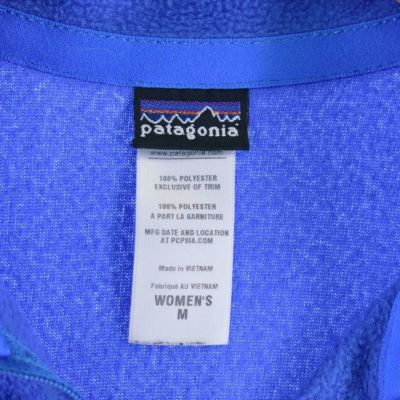 patagonia
www.patagonia.com
100% POLYESTER
EXCLUSIVE OF TRIM
100% POLYESTER
A PART LA GARNITURE
MFG DATE AND LOCATION
AT PCPSIA.COM
Made in VIETNAM
Fabriqué AU VIETNAM
WOMEN'S
M